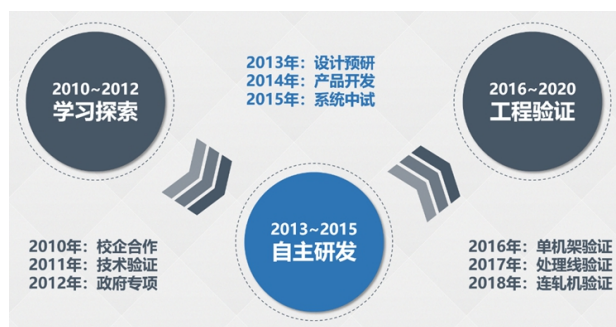 2010~2012
学习探索
2010年：校企合作
2011年：技术验证
2012年：政府专项
2013年：设计预研
2014年：产品开发
2015年：系统中试
2013~2015
自主研发
2016~2020
工程验证
2016年：单机架验证
2017年：处理线验证
2018年：连轧机验证